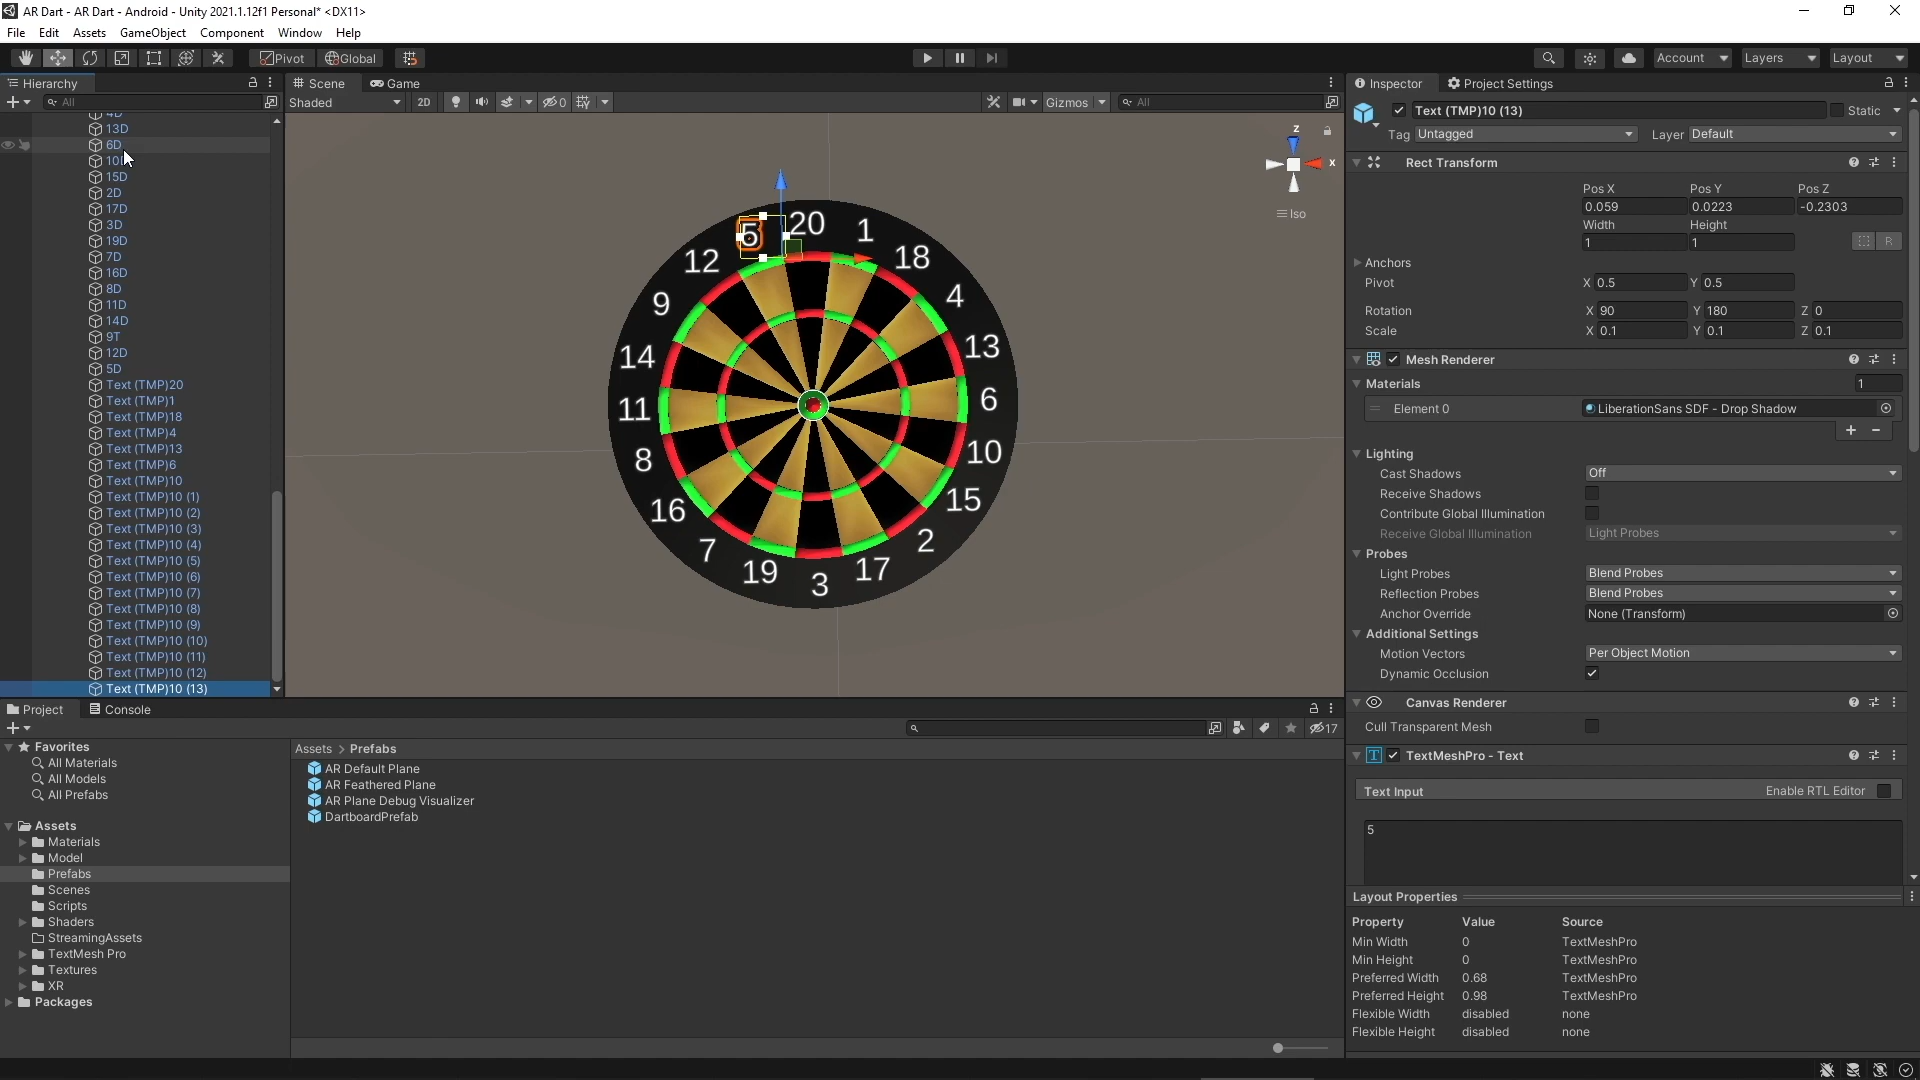 AR Dart - AR Dart - Android - Unity 2021.1.12f1 Personal* <DX11>
File Edit Assets GameObject Component Window Help
Pivot Global Account Layers Layout
Hierarchy
All
4D
13D
6D
10D
15D
2D
17D
3D
19D
7D
16D
8D
11D
14D
9T
12D
5D
Text (TMP)20
Text (TMP)1
Text (TMP)18
Text (TMP)4
Text (TMP)13
Text (TMP)6
Text (TMP)10
Text (TMP)10 (1)
Text (TMP)10 (2)
Text (TMP)10 (3)
Text (TMP)10 (4)
Text (TMP)10 (5)
Text (TMP)10 (6)
Text (TMP)10 (7)
Text (TMP)10 (8)
Text (TMP)10 (9)
Text (TMP)10 (10)
Text (TMP)10 (11)
Text (TMP)10 (12)
Text (TMP)10 (13)
Scene Game
Shaded 2D 0 Gizmos All
z
x
Iso
5 20 1
12 18
9 4
14 13
11 6
8 10
16 15
7 2
19 3 17
Inspector Project Settings
Text (TMP)10 (13) Static
Tag Untagged Layer Default
Rect Transform
Pos X Pos Y Pos Z
0.059 0.0223 -0.2303
Width Height
1 1 R
Anchors
Pivot X 0.5 Y 0.5
Rotation X 90 Y 180 Z 0
Scale X 0.1 Y 0.1 Z 0.1
Mesh Renderer
Materials 1
Element 0 LiberationSans SDF - Drop Shadow
Lighting
Cast Shadows Off
Receive Shadows
Contribute Global Illumination
Receive Global Illumination Light Probes
Probes
Light Probes Blend Probes
Reflection Probes Blend Probes
Anchor Override None (Transform)
Additional Settings
Motion Vectors Per Object Motion
Dynamic Occlusion
Canvas Renderer
Cull Transparent Mesh
TextMeshPro - Text
Text Input Enable RTL Editor
5
Layout Properties
Property Value Source
Min Width 0 TextMeshPro
Min Height 0 TextMeshPro
Preferred Width 0.68 TextMeshPro
Preferred Height 0.98 TextMeshPro
Flexible Width disabled none
Flexible Height disabled none
Project Console
17
Favorites
All Materials
All Models
All Prefabs
Assets
Materials
Model
Prefabs
Scenes
Scripts
Shaders
StreamingAssets
TextMesh Pro
Textures
XR
Packages
Assets > Prefabs
AR Default Plane
AR Feathered Plane
AR Plane Debug Visualizer
DartboardPrefab